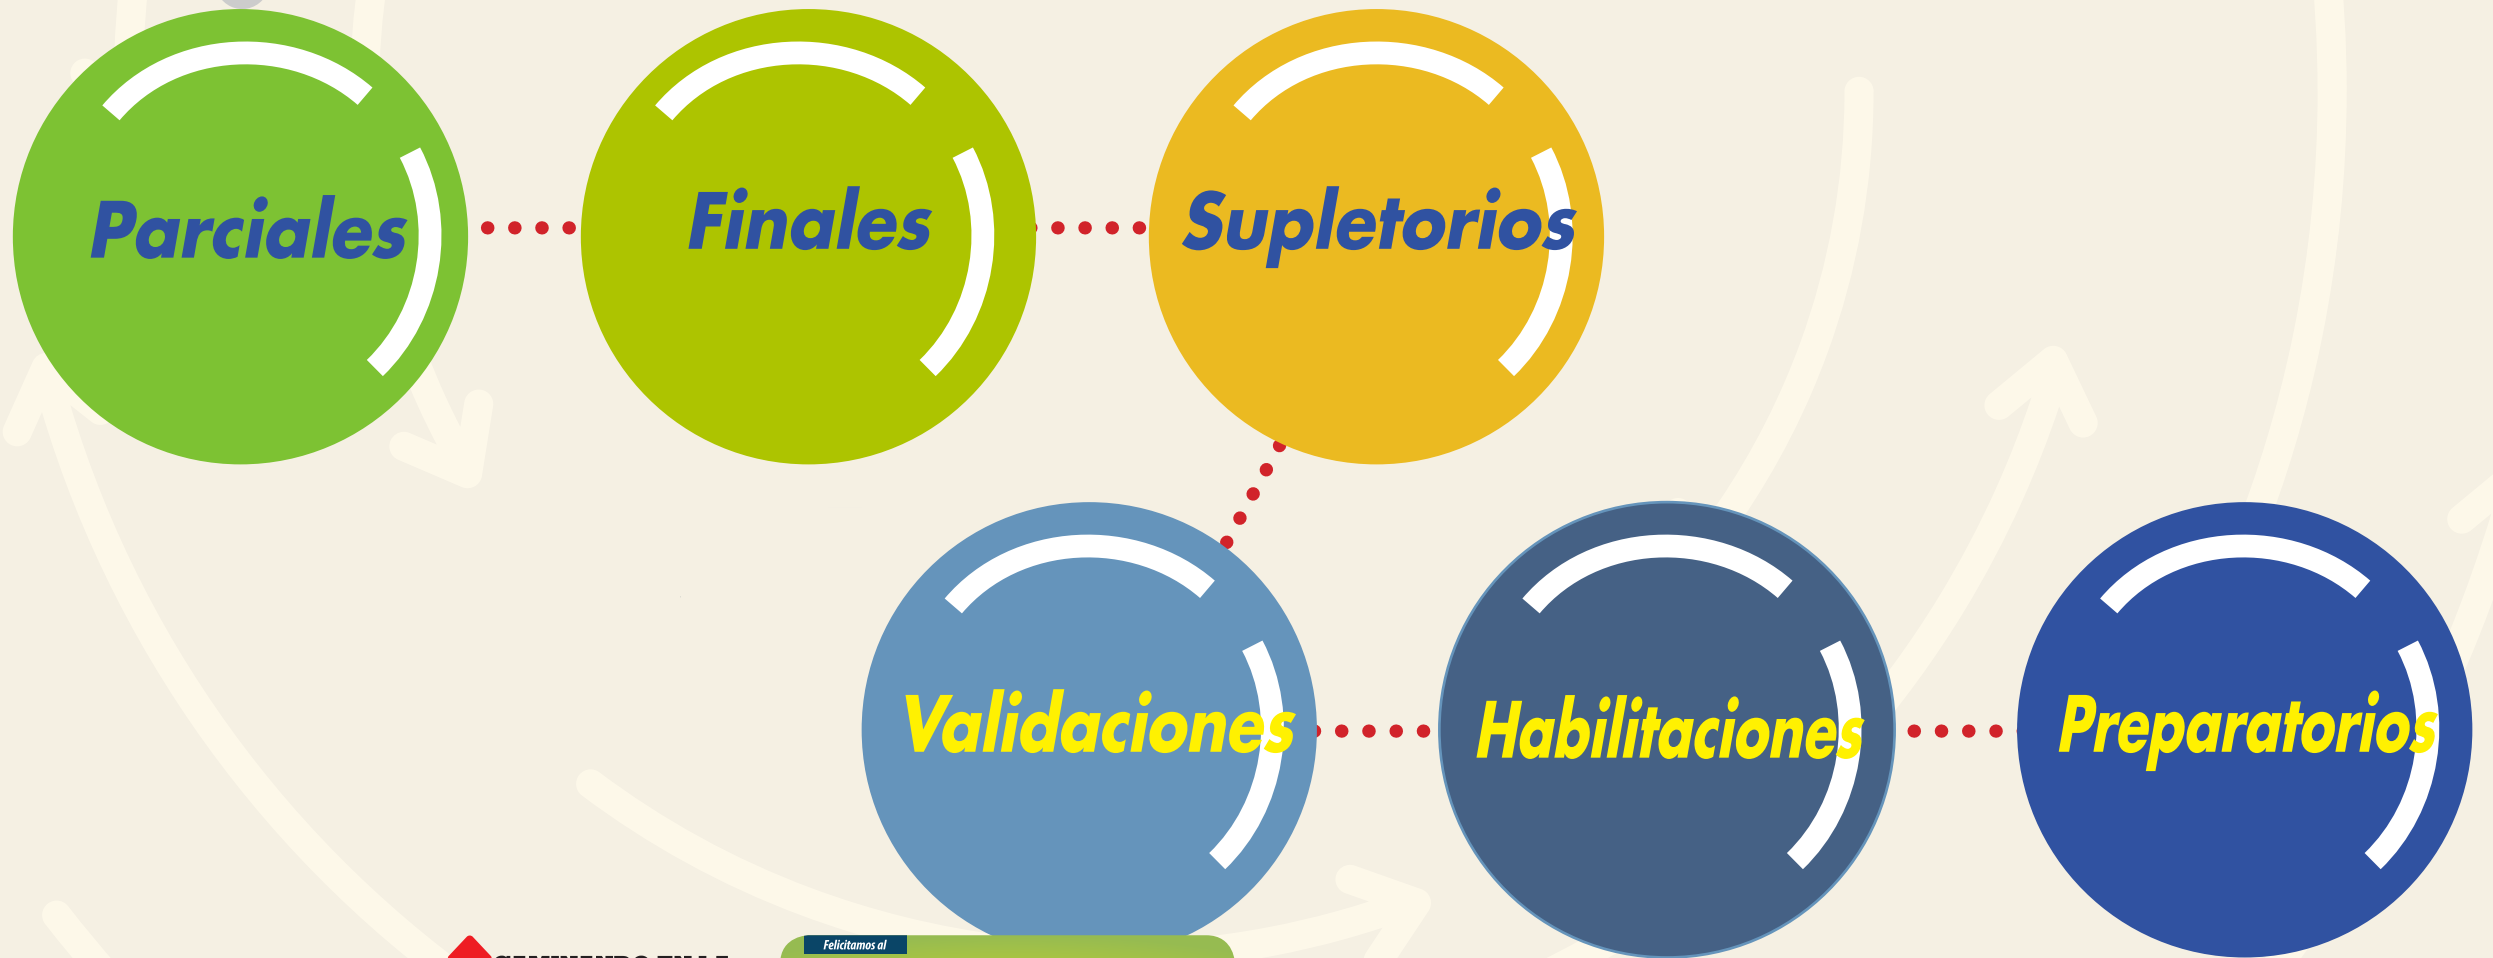 Parciales
Finales
Supletorios
Validaciones
Habilitaciones
Preparatorios
Felicitamos al